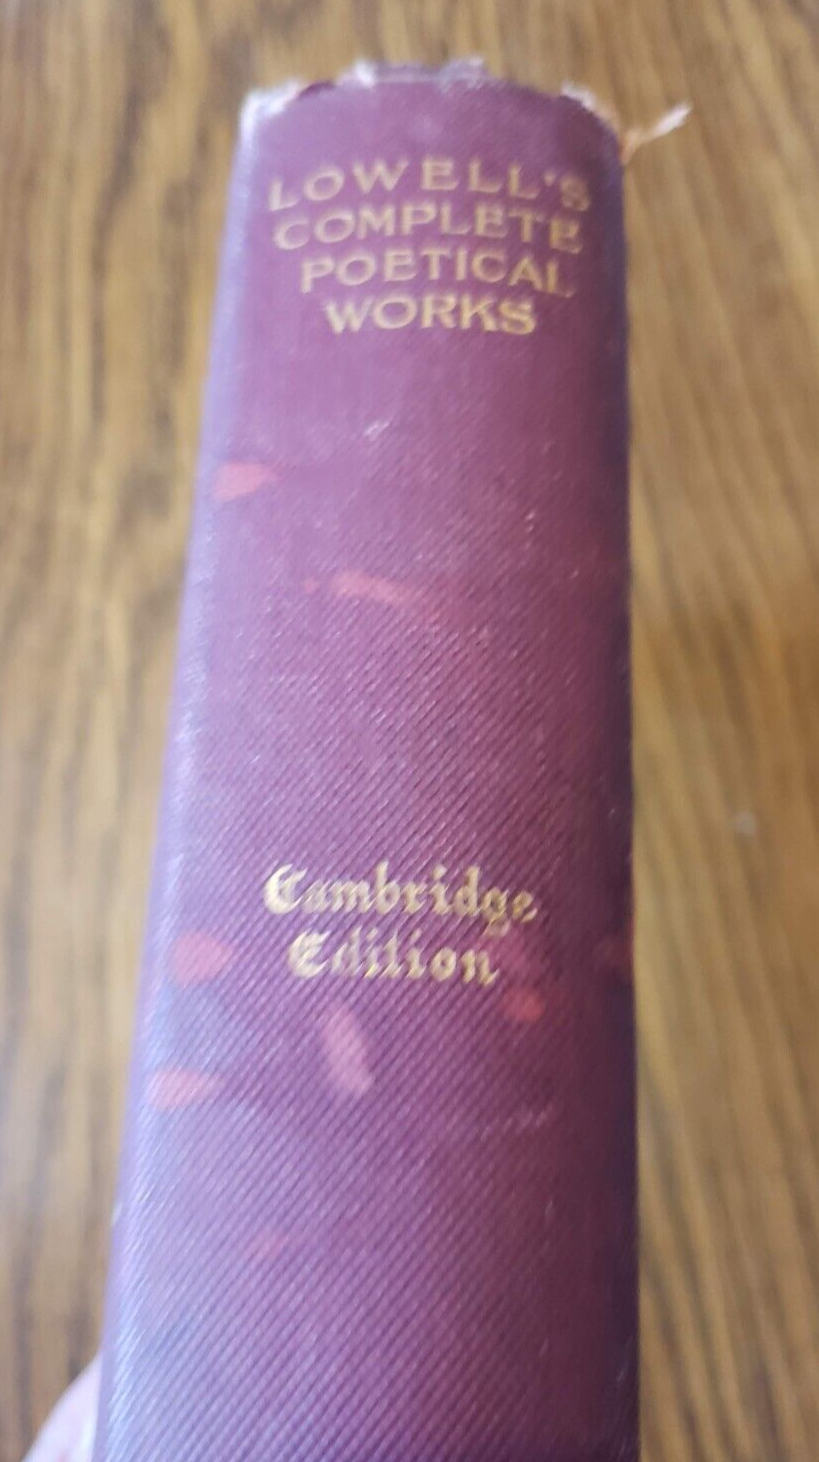 LOWELL'S
COMPLETE
POETICAL
WORKS
Cambridge
Edition